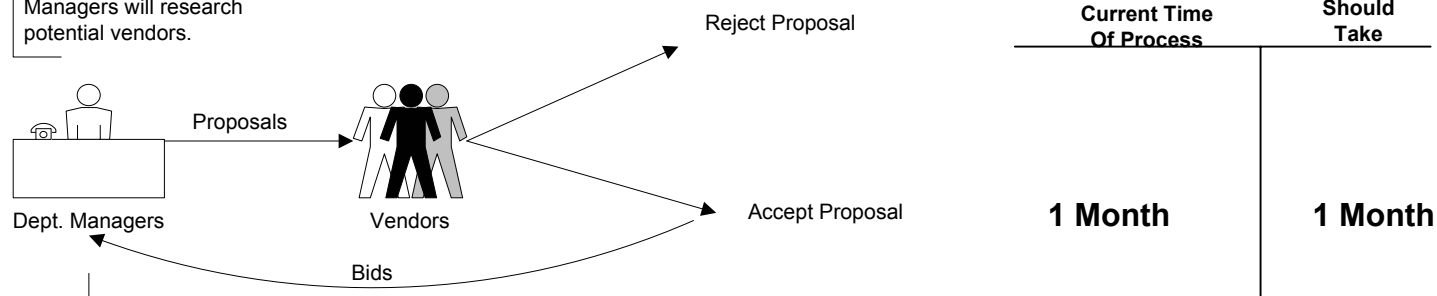 Managers will research
potential vendors.
Reject Proposal
Current Time
Of Process
Should
Take
Proposals
Dept. Managers
Vendors
Accept Proposal
1 Month
1 Month
Bids